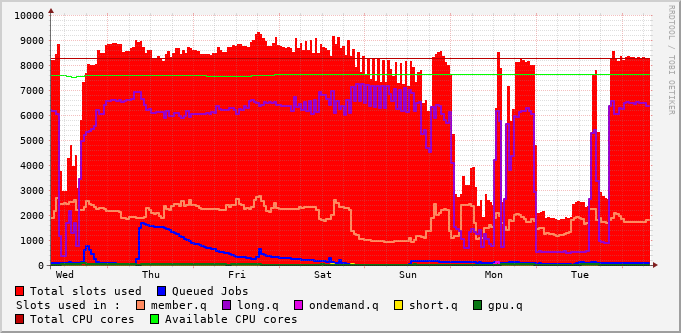 10000
9000
8000
7000
6000
5000
4000
3000
2000
1000
0
Wed Thu Fri Sat Sun Mon Tue
RRDTOOL / TOBI OETIKER
Total slots used Queued Jobs
Slots used in : member.q long.q ondemand.q short.q gpu.q
Total CPU cores Available CPU cores